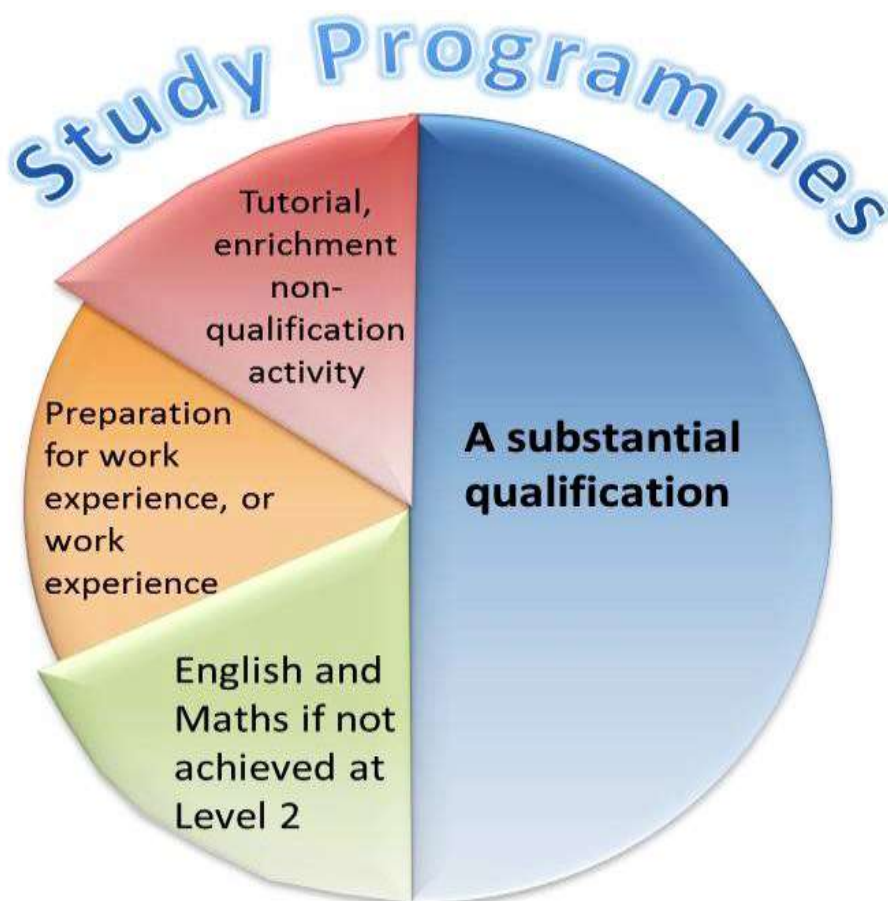 Study Programmes
Tutorial,
enrichment
non-
qualification
activity
Preparation
for work
experience, or
work
experience
A substantial
qualification
English and
Maths if not
achieved at
Level 2